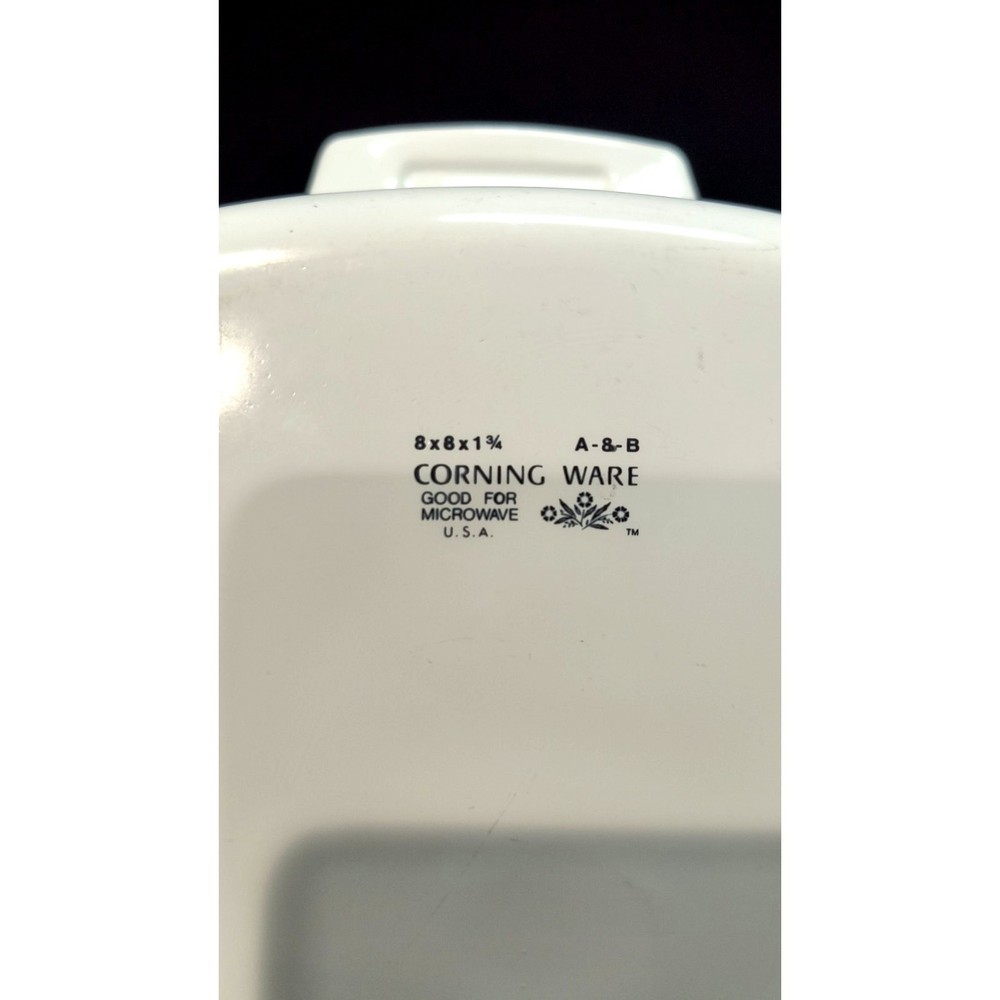 8x8x1¾ A-8-B
CORNING WARE
GOOD FOR
MICROWAVE
U.S.A.
TM